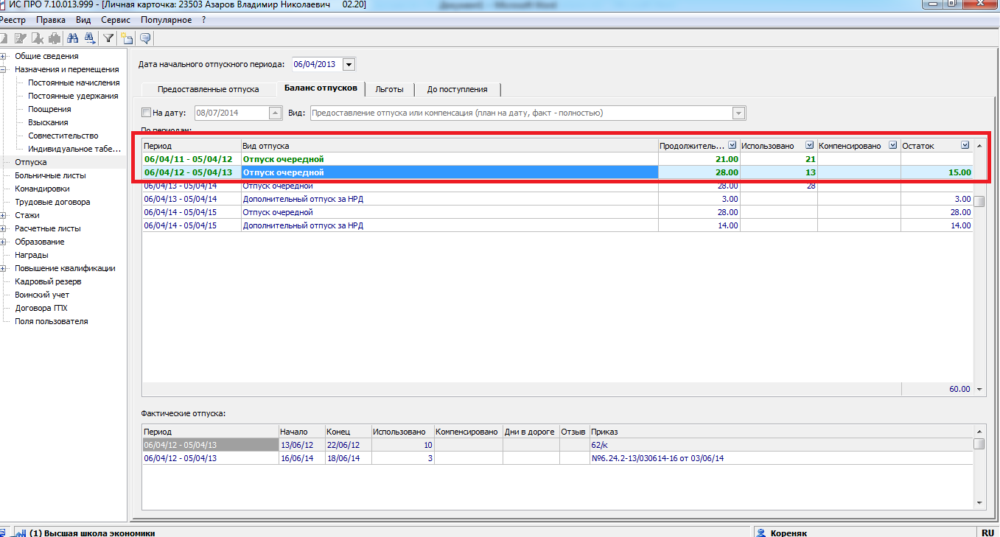 ИС ПРО 7.10.013.999 - [Личная карточка: 23503 Азаров Владимир Николаевич 02.20]
Реестр Правка Вид Сервис Популярное ?
Общие сведения
Назначения и перемещения
Постоянные начисления
Постоянные удержания
Поощрения
Взыскания
Совместительство
Индивидуальное табе...
Отпуска
Больничные листы
Командировки
Трудовые договора
Стажи
Расчетные листы
Образование
Награды
Повышение квалификации
Кадровый резерв
Воинский учет
Договора ГПХ
Поля пользователя
Дата начального отпускного периода: 06/04/2013
Предоставленные отпуска Баланс отпусков Льготы До поступления
На дату: 08/07/2014 Вид: Предоставление отпуска или компенсация (план на дату, факт - полностью)
По периодам:
Период Вид отпуска Продолжитель... Использовано Компенсировано Остаток
06/04/11 - 05/04/12 Отпуск очередной 21.00 21
06/04/12 - 05/04/13 Отпуск очередной 28.00 13 15.00
06/04/13 - 05/04/14 Отпуск очередной 28.00 28
06/04/13 - 05/04/14 Дополнительный отпуск за НРД 3.00 3.00
06/04/14 - 05/04/15 Отпуск очередной 28.00 28.00
06/04/14 - 05/04/15 Дополнительный отпуск за НРД 14.00 14.00
60.00
Фактические отпуска:
Период Начало Конец Использовано Компенсировано Дни в дороге Отзыв Приказ
06/04/12 - 05/04/13 13/06/12 22/06/12 10 62/к
06/04/12 - 05/04/13 16/06/14 18/06/14 3 №6.24.2-13/030614-16 от 03/06/14
(1) Высшая школа экономики Кореняк RU